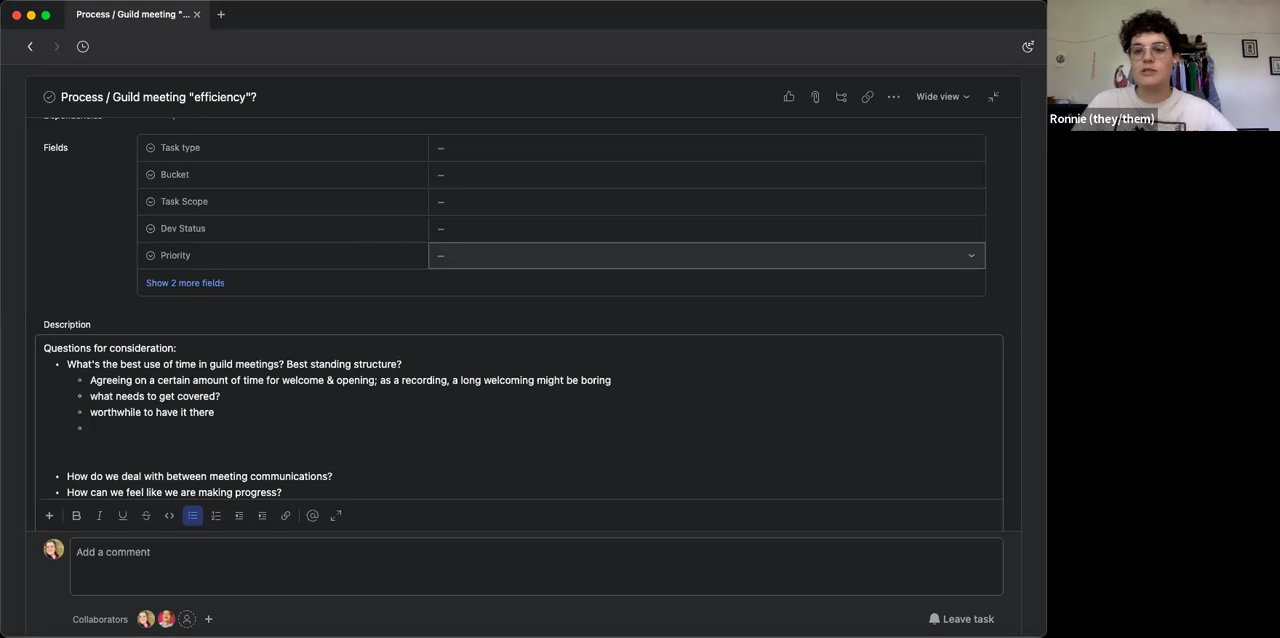 Process / Guild meeting "...
Process / Guild meeting "efficiency"?
Wide view
Dependencies
Fields
Task type
–
Bucket
–
Task Scope
–
Dev Status
–
Priority
–
Show 2 more fields
Description
Questions for consideration:
What's the best use of time in guild meetings? Best standing structure?
Agreeing on a certain amount of time for welcome & opening; as a recording, a long welcoming might be boring
what needs to get covered?
worthwhile to have it there
How do we deal with between meeting communications?
How can we feel like we are making progress?
Add a comment
Collaborators
Leave task
Ronnie (they/them)